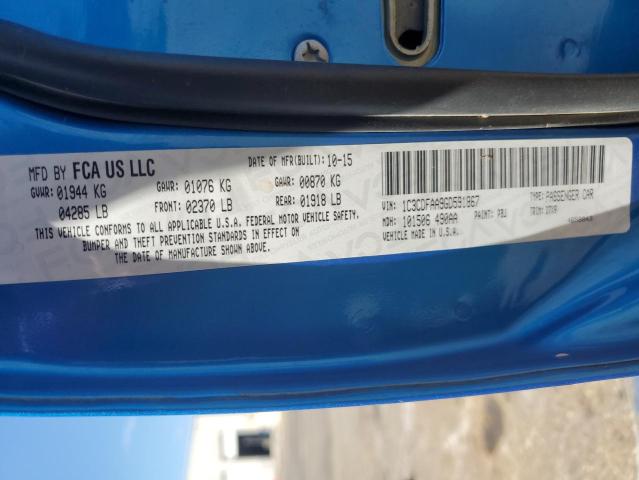 MFD BY FCA US LLC
DATE OF MFR(BUILT): 10-15
GVWR: 01944 KG
04285 LB
GAWR: 01076 KG
FRONT: 02370 LB
GAWR: 00870 KG
REAR: 01918 LB
THIS VEHICLE CONFORMS TO ALL APPLICABLE U.S.A. FEDERAL MOTOR VEHICLE SAFETY,
BUMPER AND THEFT PREVENTION STANDARDS IN EFFECT ON
THE DATE OF MANUFACTURE SHOWN ABOVE.
VIN: 1C3CDFAA9GD591867
TYPE: PASSENGER CAR
MDH: 101506 490AA
PAINT: PBJ
VEHICLE MADE IN U.S.A.